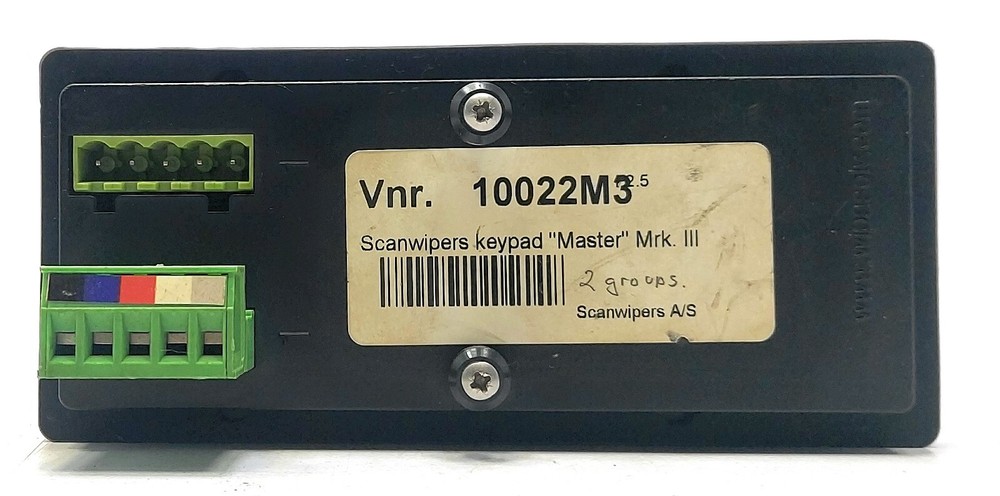 Vnr. 10022M3 2.5
Scanwipers keypad "Master" Mrk. III
2 groups.
Scanwipers A/S